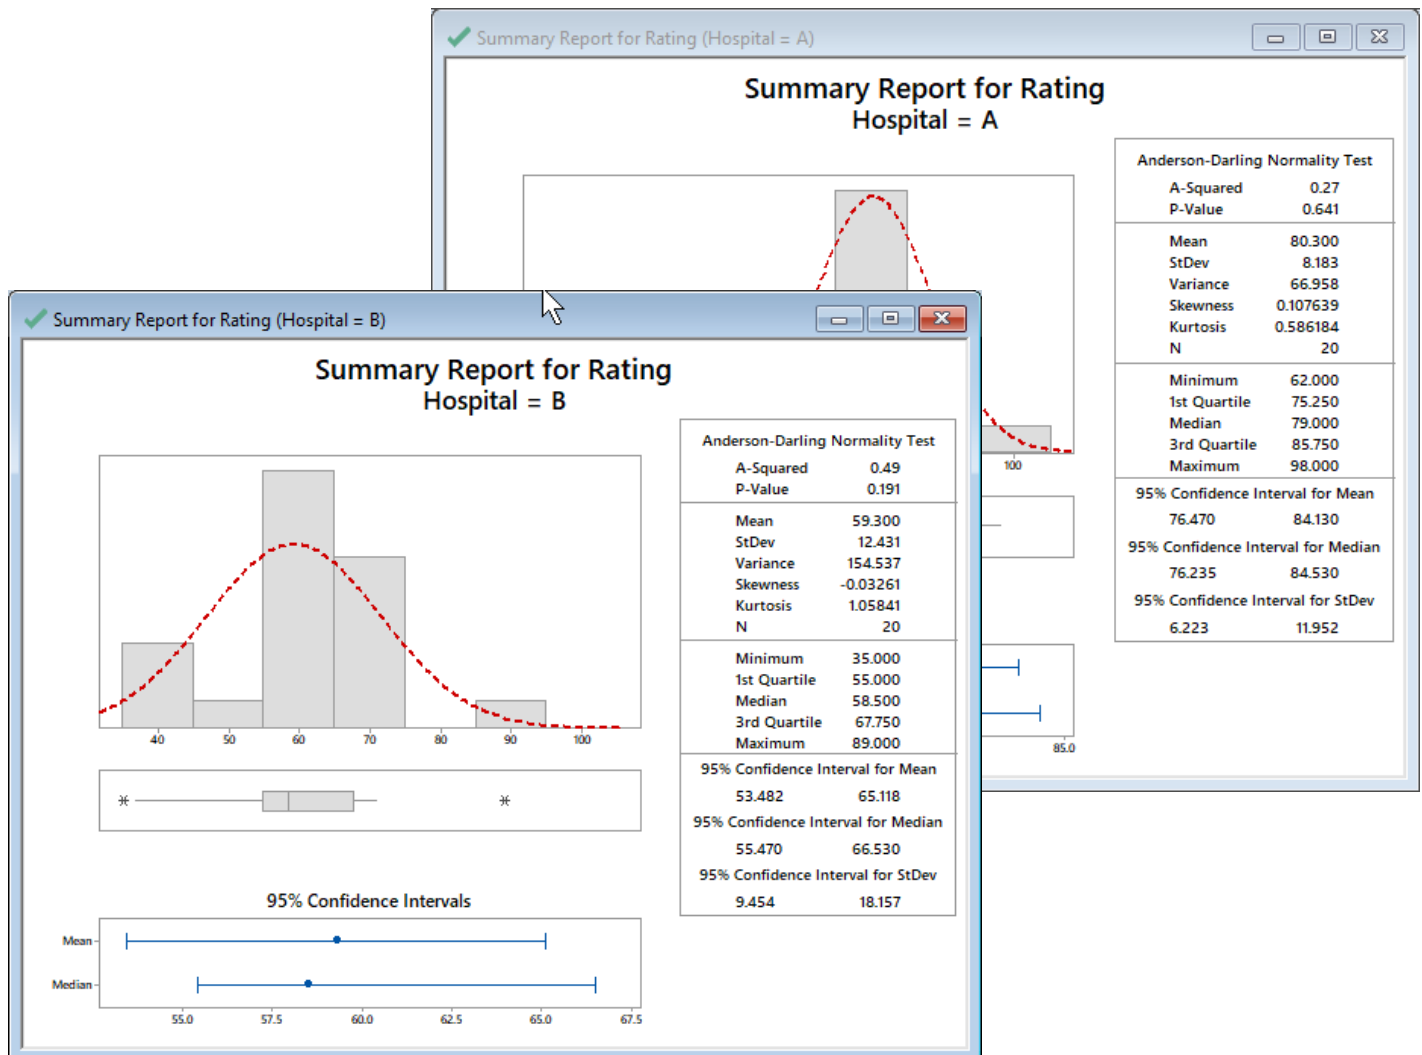 Summary Report for Rating (Hospital = A)
Summary Report for Rating
Hospital = A
Anderson-Darling Normality Test
A-Squared 0.27
P-Value 0.641
Mean 80.300
StDev 8.183
Variance 66.958
Skewness 0.107639
Kurtosis 0.586184
N 20
Minimum 62.000
1st Quartile 75.250
Median 79.000
3rd Quartile 85.750
Maximum 98.000
95% Confidence Interval for Mean
76.470 84.130
95% Confidence Interval for Median
76.235 84.530
95% Confidence Interval for StDev
6.223 11.952
100
85.0
Summary Report for Rating (Hospital = B)
Summary Report for Rating
Hospital = B
Anderson-Darling Normality Test
A-Squared 0.49
P-Value 0.191
Mean 59.300
StDev 12.431
Variance 154.537
Skewness -0.03261
Kurtosis 1.05841
N 20
Minimum 35.000
1st Quartile 55.000
Median 58.500
3rd Quartile 67.750
Maximum 89.000
95% Confidence Interval for Mean
53.482 65.118
95% Confidence Interval for Median
55.470 66.530
95% Confidence Interval for StDev
9.454 18.157
40 50 60 70 80 90 100
95% Confidence Intervals
Mean
Median
55.0 57.5 60.0 62.5 65.0 67.5